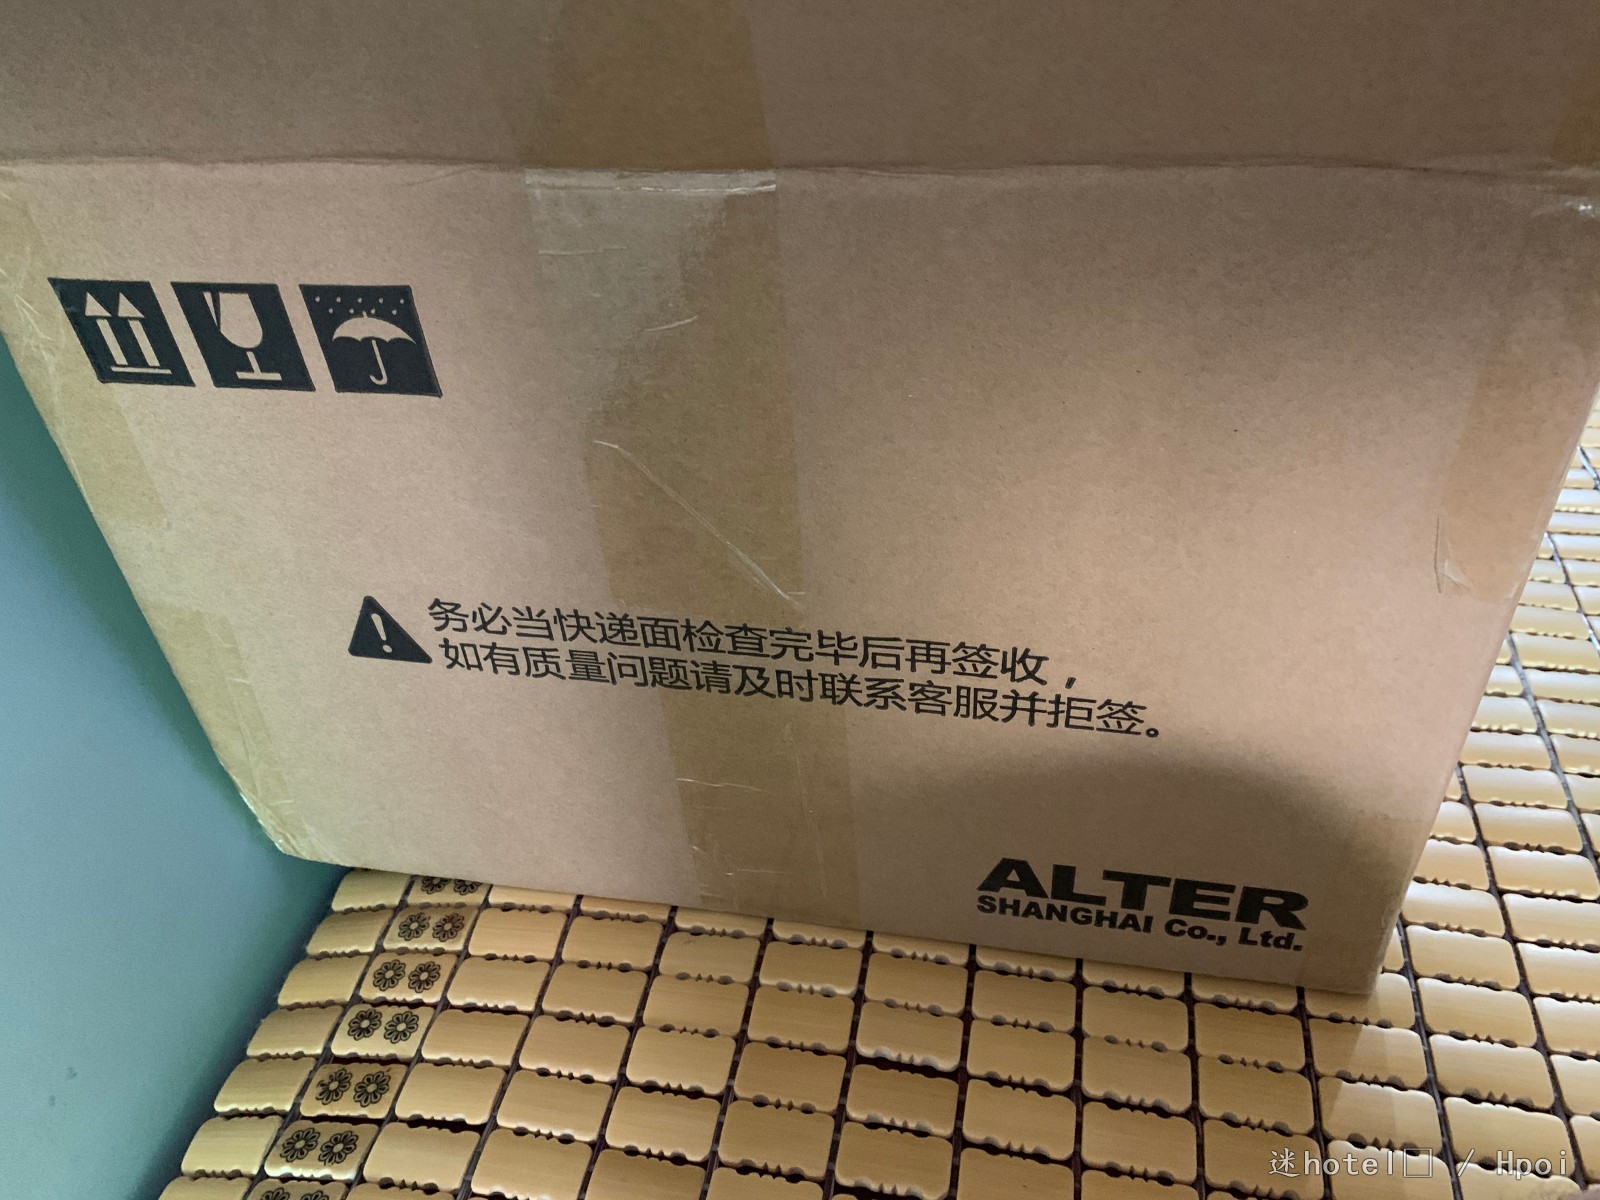 务必当快递面检查完毕后再签收，
如有质量问题请及时联系客服并拒签。
ALTER
SHANGHAI Co., Ltd.
迷hotel□ / Hpoi